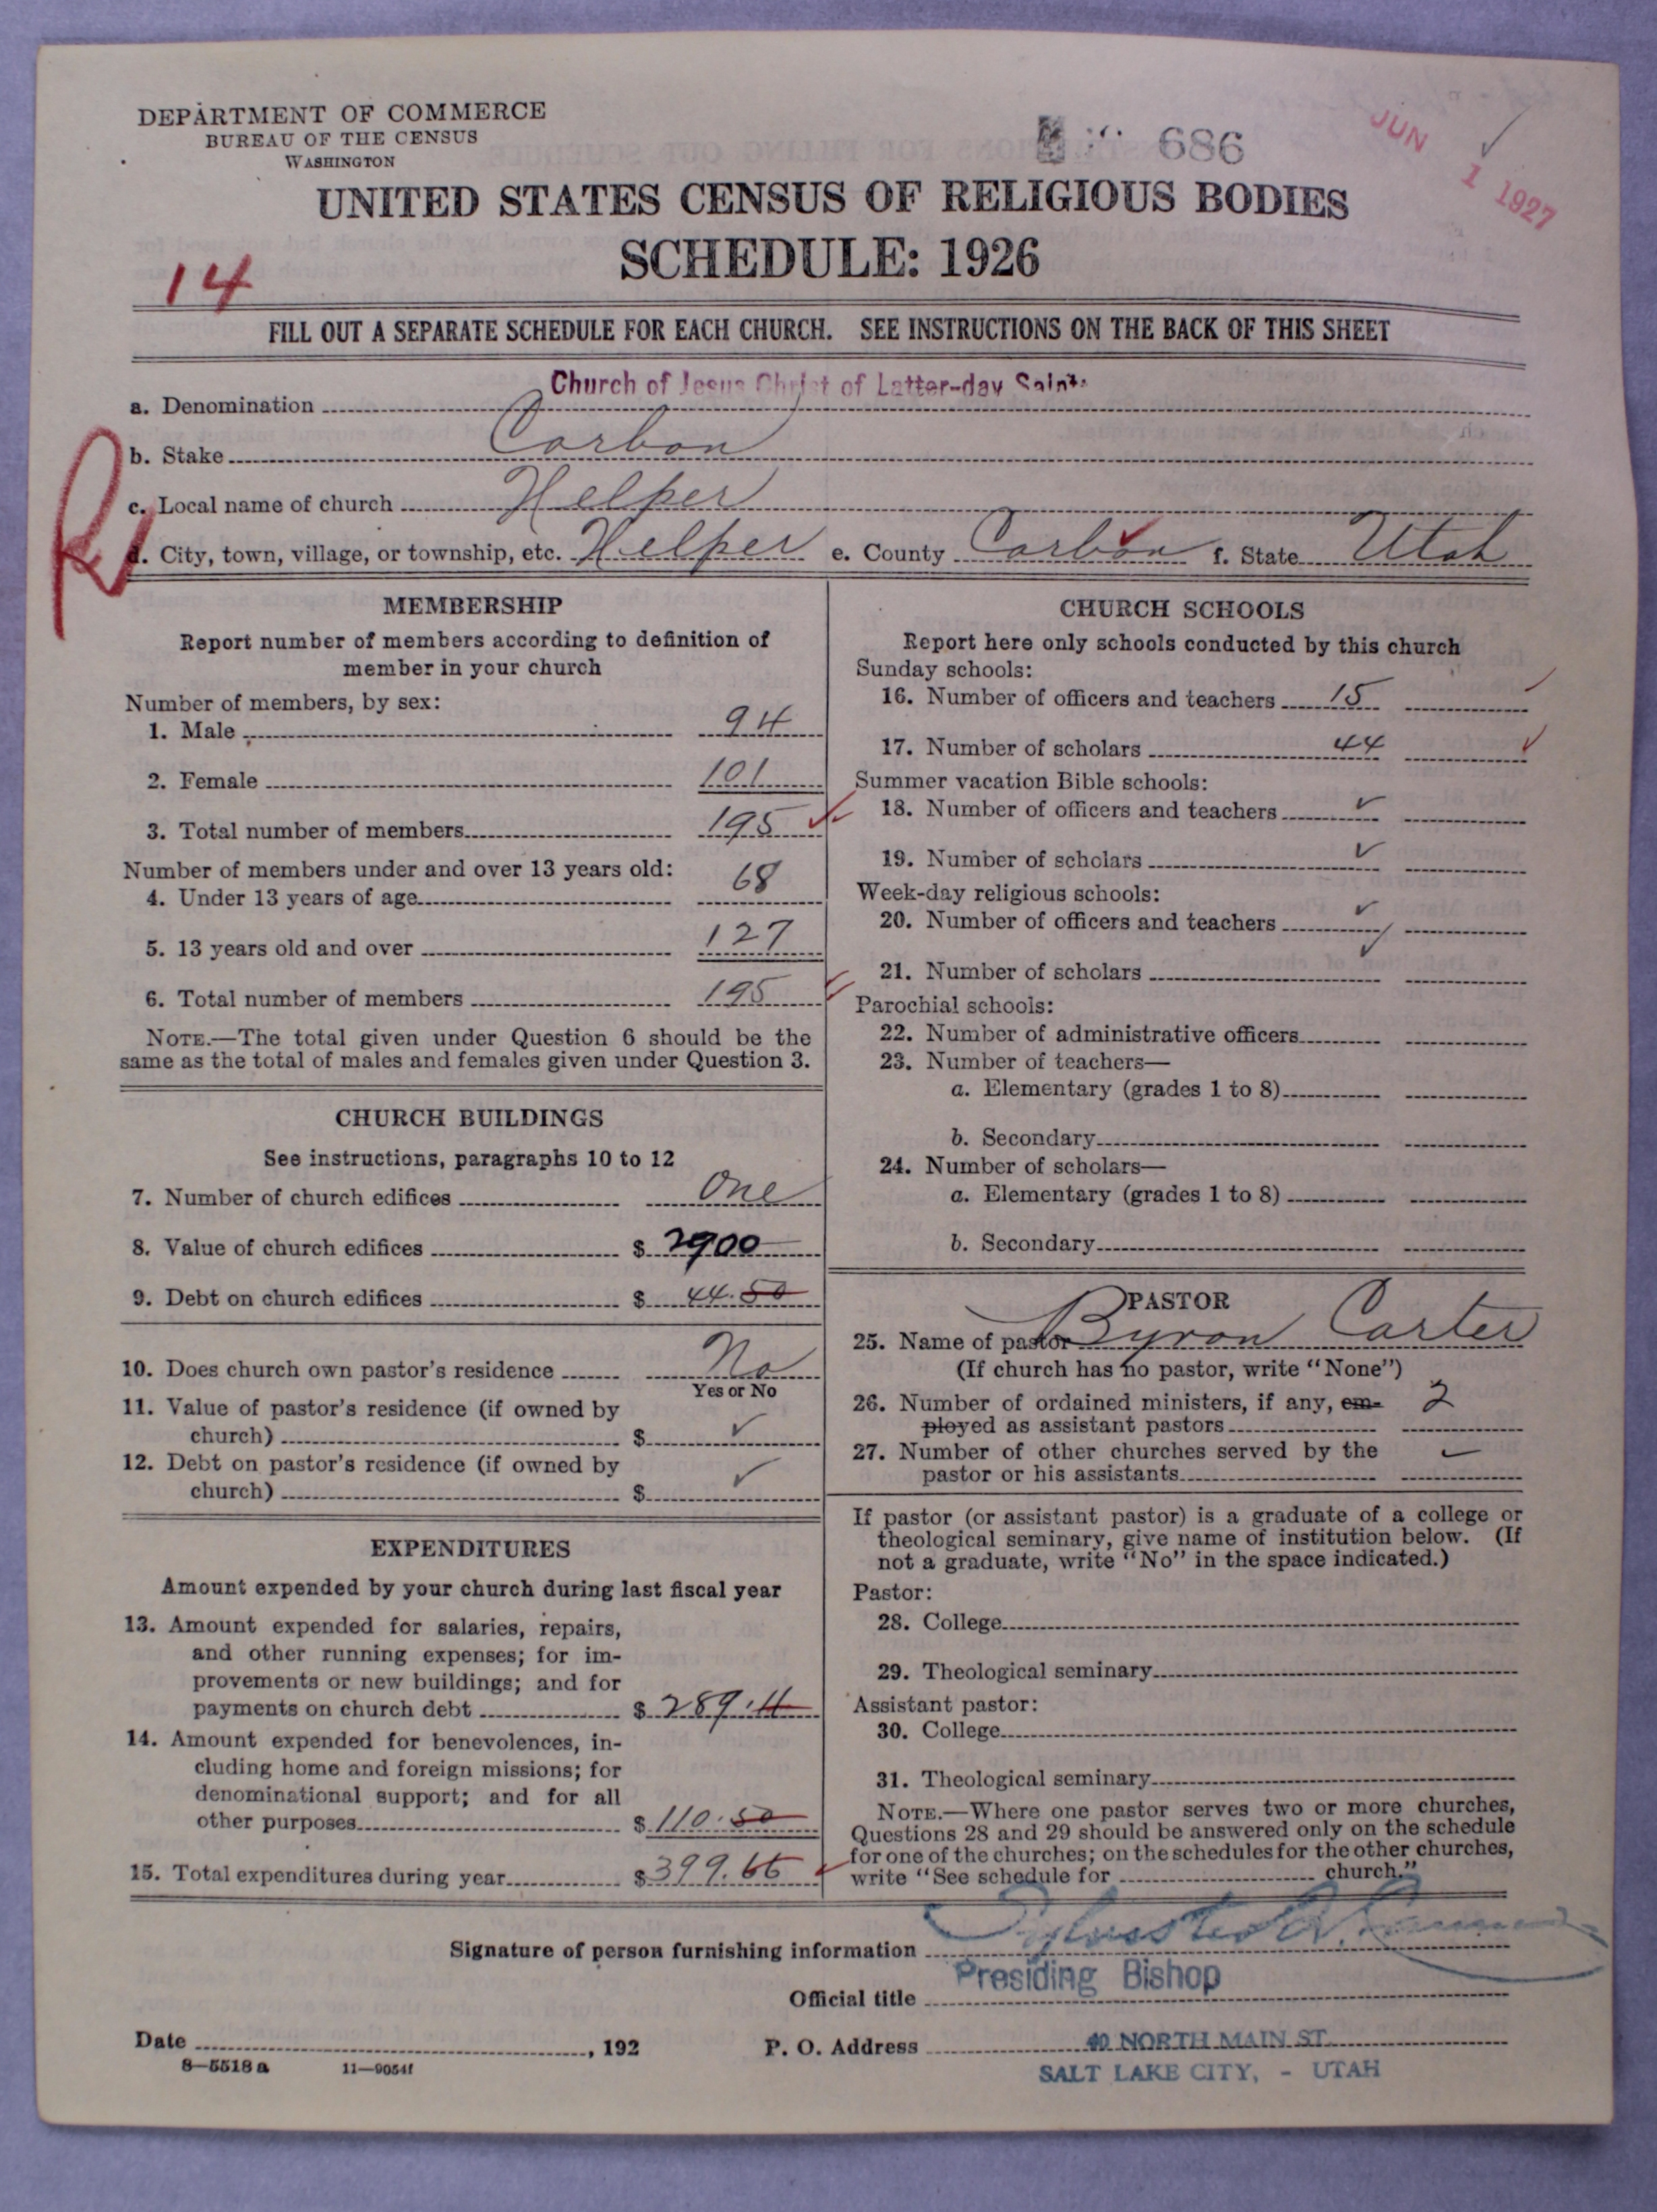 DEPARTMENT OF COMMERCE
BUREAU OF THE CENSUS
WASHINGTON
686
JUN 1 1927
UNITED STATES CENSUS OF RELIGIOUS BODIES
SCHEDULE: 1926
14
FILL OUT A SEPARATE SCHEDULE FOR EACH CHURCH. SEE INSTRUCTIONS ON THE BACK OF THIS SHEET
a. Denomination Church of Jesus Christ of Latter-day Saints
b. Stake Carbon
c. Local name of church Helper
d. City, town, village, or township, etc. Helper e. County Carbon f. State Utah
MEMBERSHIP
Report number of members according to definition of
member in your church
Number of members, by sex:
1. Male 94
2. Female 101
3. Total number of members 195
Number of members under and over 13 years old:
4. Under 13 years of age 68
5. 13 years old and over 127
6. Total number of members 195
NOTE.—The total given under Question 6 should be the
same as the total of males and females given under Question 3.
CHURCH BUILDINGS
See instructions, paragraphs 10 to 12
7. Number of church edifices One
8. Value of church edifices $ 2900
9. Debt on church edifices $ 44.50
10. Does church own pastor's residence No
Yes or No
11. Value of pastor's residence (if owned by
church) $ ✓
12. Debt on pastor's residence (if owned by
church) $ ✓
EXPENDITURES
Amount expended by your church during last fiscal year
13. Amount expended for salaries, repairs,
and other running expenses; for im-
provements or new buildings; and for
payments on church debt $ 289.11
14. Amount expended for benevolences, in-
cluding home and foreign missions; for
denominational support; and for all
other purposes $ 110.50
15. Total expenditures during year $ 399.
CHURCH SCHOOLS
Report here only schools conducted by this church
Sunday schools:
16. Number of officers and teachers 15
17. Number of scholars 44
Summer vacation Bible schools:
18. Number of officers and teachers ✓
19. Number of scholars ✓
Week-day religious schools:
20. Number of officers and teachers ✓
21. Number of scholars ✓
Parochial schools:
22. Number of administrative officers
23. Number of teachers—
a. Elementary (grades 1 to 8)
b. Secondary
24. Number of scholars—
a. Elementary (grades 1 to 8)
b. Secondary
PASTOR
25. Name of pastor Byron Carter
(If church has no pastor, write "None")
26. Number of ordained ministers, if any, em-
ployed as assistant pastors 2
27. Number of other churches served by the
pastor or his assistants ✓
If pastor (or assistant pastor) is a graduate of a college or
theological seminary, give name of institution below. (If
not a graduate, write "No" in the space indicated.)
Pastor:
28. College
29. Theological seminary
Assistant pastor:
30. College
31. Theological seminary
NOTE.—Where one pastor serves two or more churches,
Questions 28 and 29 should be answered only on the schedule
for one of the churches; on the schedules for the other churches,
write "See schedule for church."
Signature of person furnishing information
Official title Presiding Bishop
Date , 192 P. O. Address 40 NORTH MAIN ST.
8—5518 a 11—9054f SALT LAKE CITY, - UTAH